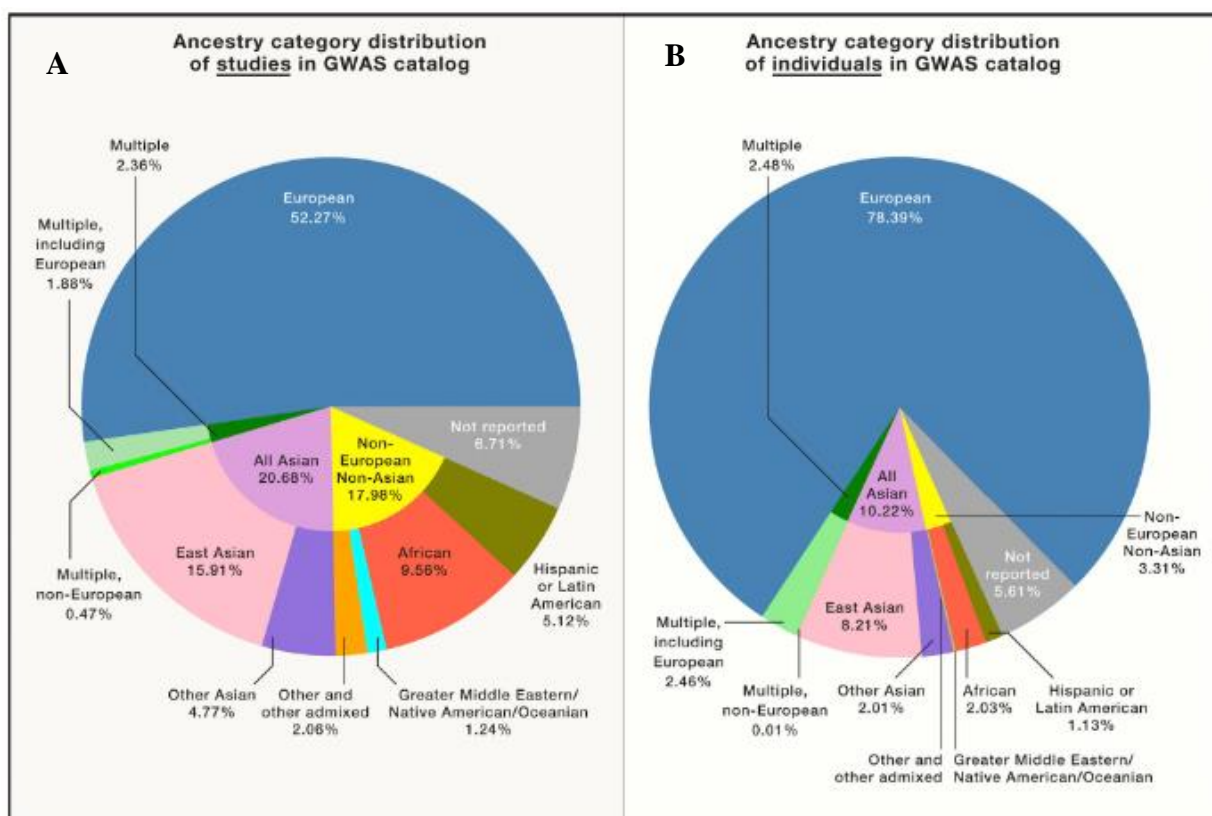 A
Ancestry category distribution
of studies in GWAS catalog
Multiple
2.36%
European
52.27%
Multiple,
including
European
1.88%
Not reported
6.71%
All Asian
20.68%
Non-
European
Non-Asian
17.98%
East Asian
15.91%
African
9.56%
Hispanic
or Latin
American
5.12%
Multiple,
non-European
0.47%
Other Asian
4.77%
Other and
other admixed
2.06%
Greater Middle Eastern/
Native American/Oceanian
1.24%
B
Ancestry category distribution
of individuals in GWAS catalog
Multiple
2.48%
European
78.39%
All
Asian
10.22%
Non-
European
Non-Asian
3.31%
Not
reported
5.61%
East Asian
8.21%
Multiple,
including
European
2.46%
Multiple,
non-European
0.01%
Other Asian
2.01%
African
2.03%
Hispanic or
Latin American
1.13%
Other and
other admixed
Greater Middle Eastern/
Native American/Oceanian